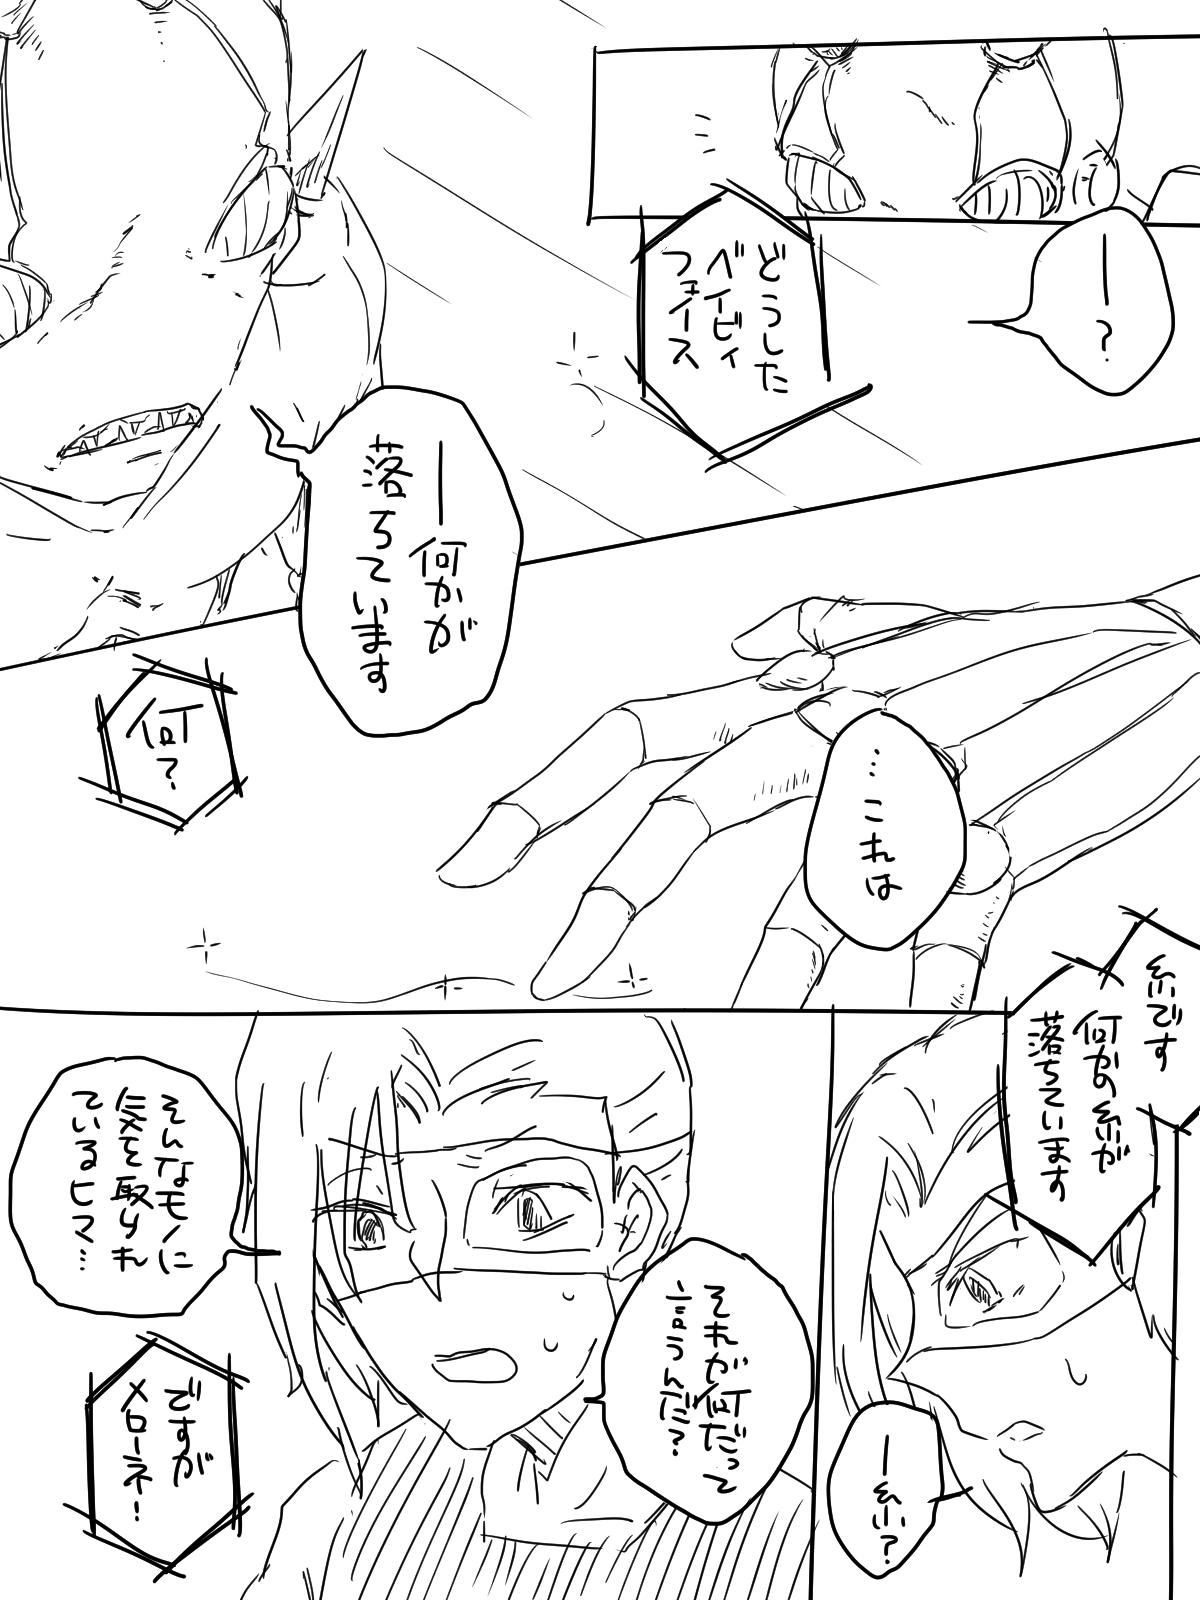 ー?
どうした
ベイビィ
フェイス
ー何かが
落ちています
何?
…これは
糸です
何かの糸が
落ちています
ー糸?
それが何だって
言うんだ?
そんなモノに
気を取られ
ているヒマ…
ですが
メローネ!